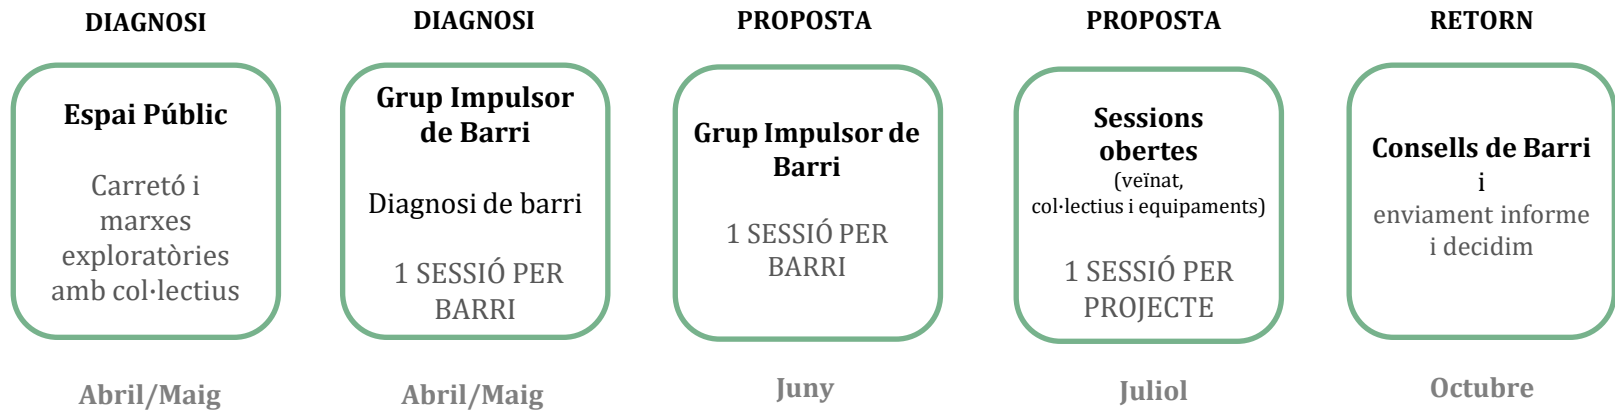 DIAGNOSI
Espai Públic
Carretó i
marxes
exploratòries
amb col·lectius
Abril/Maig
DIAGNOSI
Grup Impulsor
de Barri
Diagnosi de barri
1 SESSIÓ PER
BARRI
Abril/Maig
PROPOSTA
Grup Impulsor de
Barri
1 SESSIÓ PER
BARRI
Juny
PROPOSTA
Sessions
obertes
(veïnat,
col·lectius i equipaments)
1 SESSIÓ PER
PROJECTE
Juliol
RETORN
Consells de Barri
i
enviament informe
i decidim
Octubre